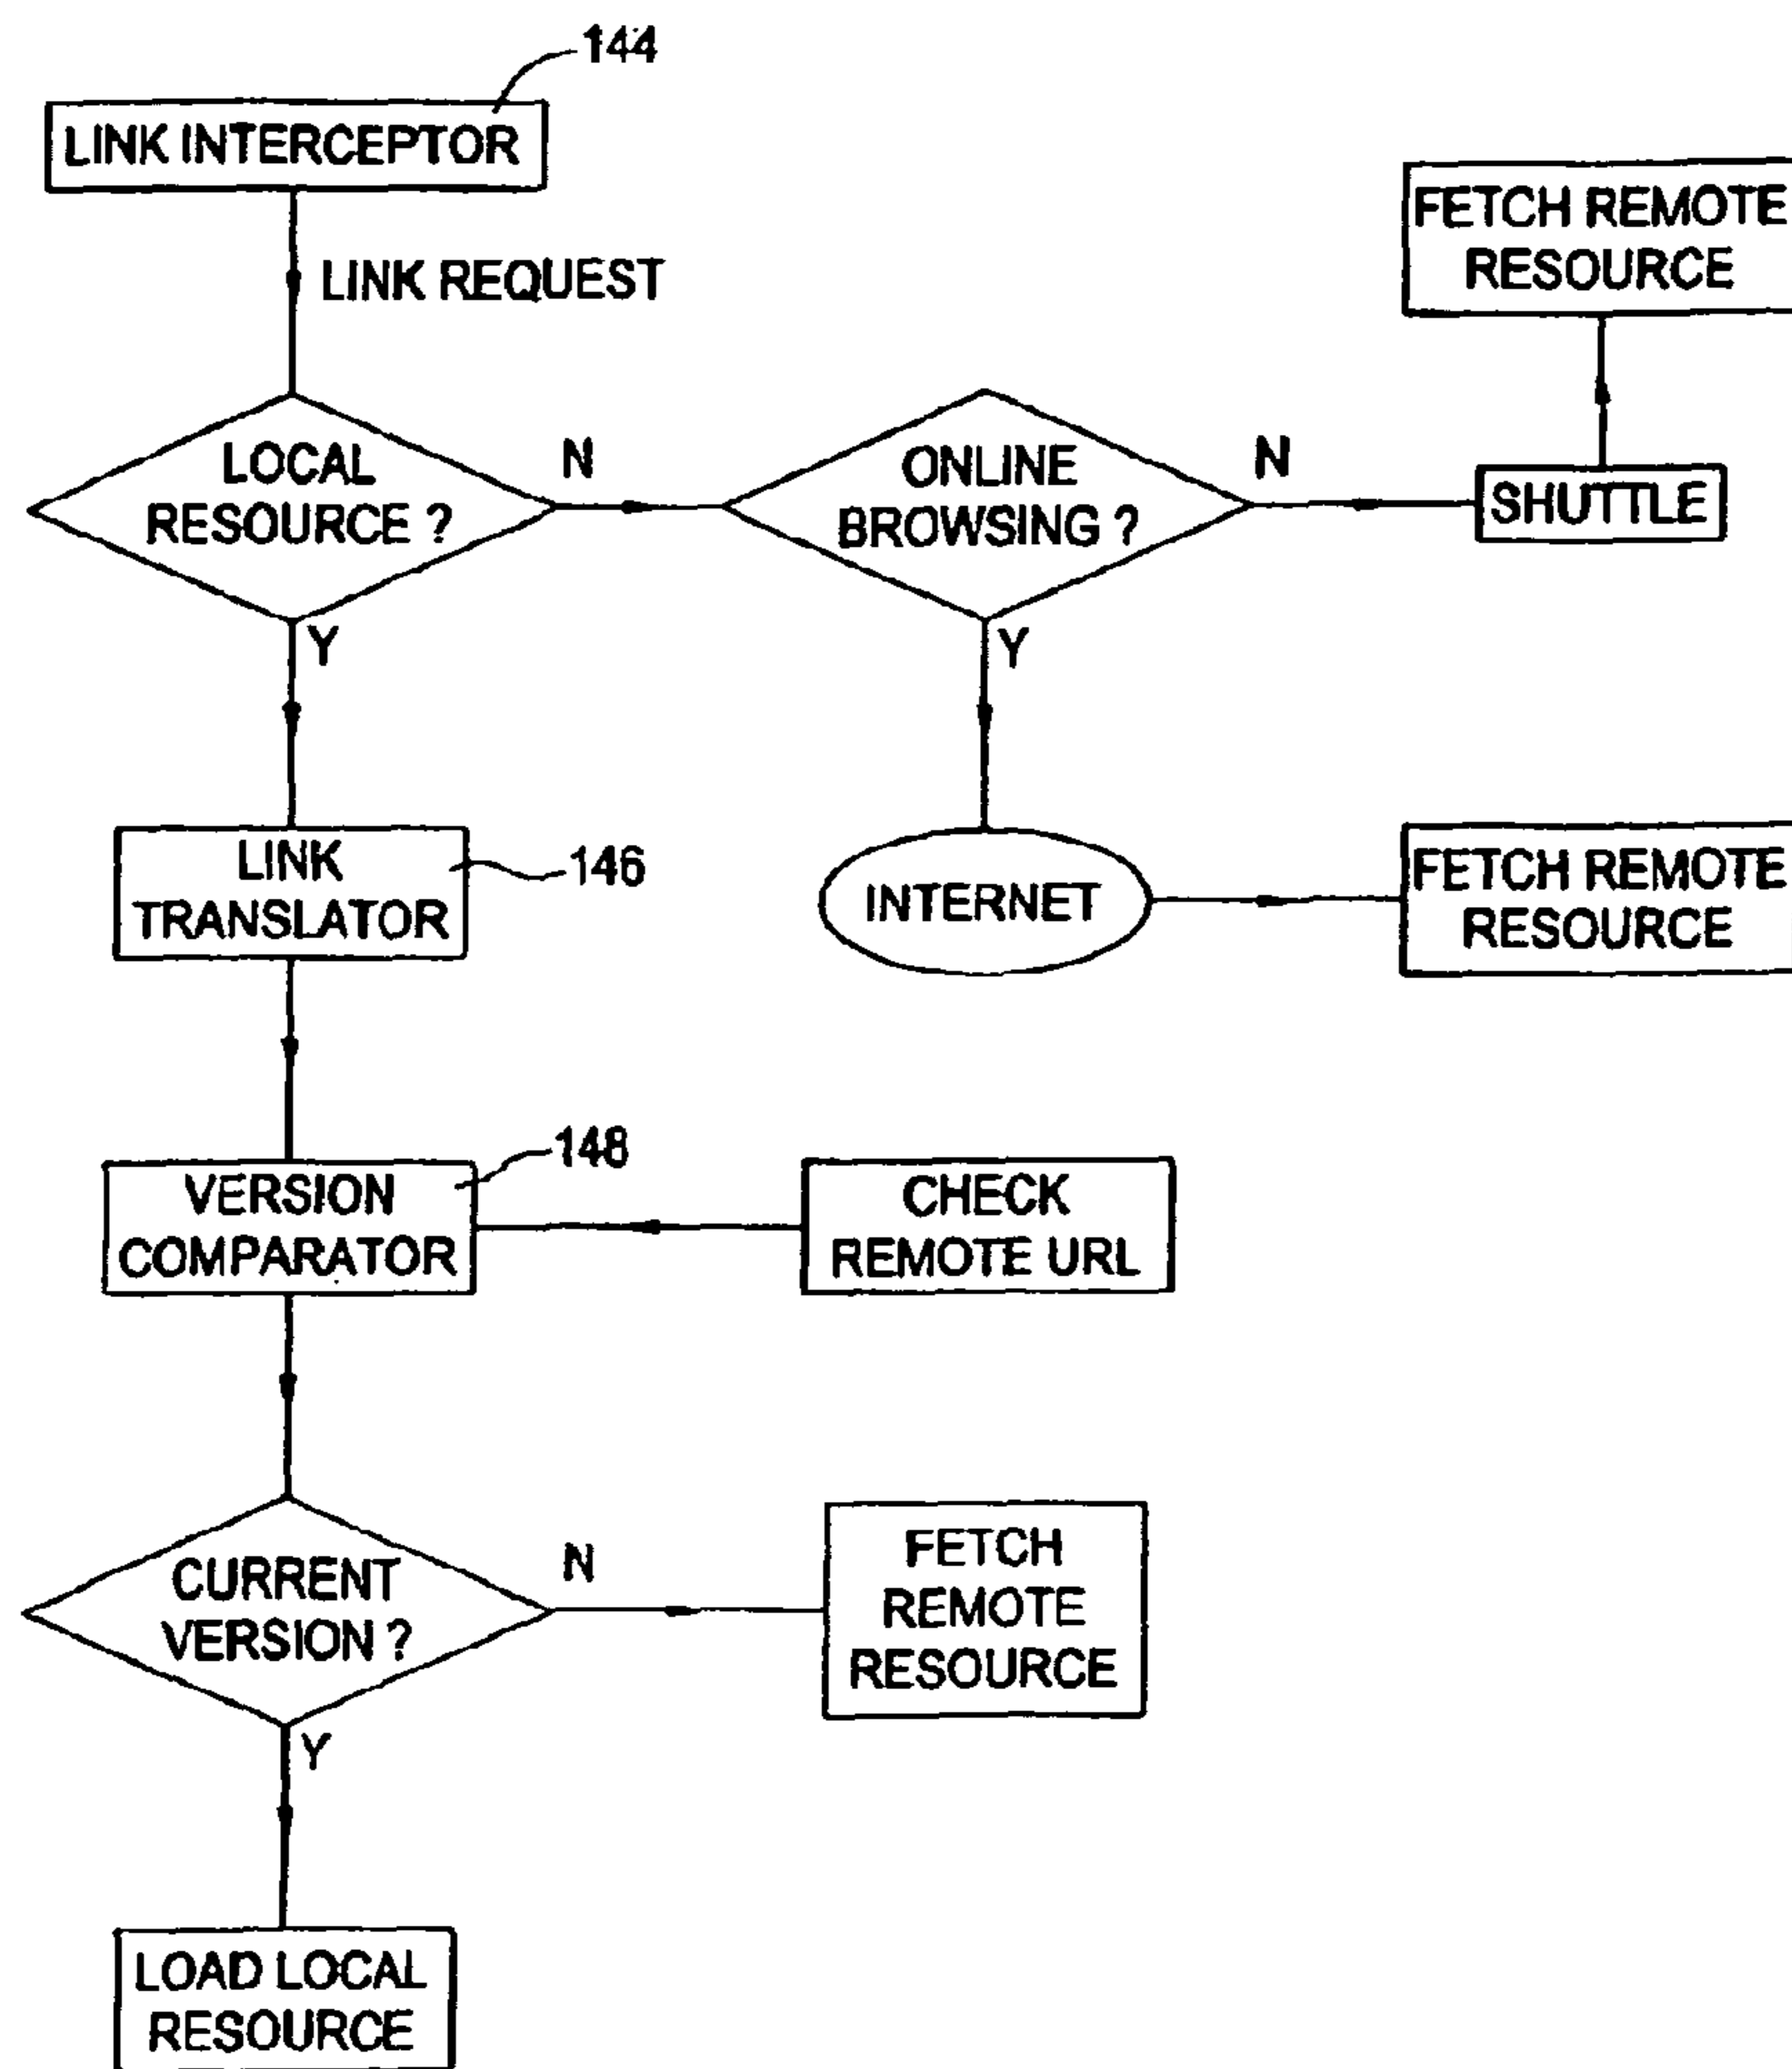 144
LINK INTERCEPTOR
LINK REQUEST
FETCH REMOTE
RESOURCE
LOCAL
RESOURCE ?
N
ONLINE
BROWSING ?
N
SHUTTLE
Y
Y
LINK
TRANSLATOR
146
INTERNET
FETCH REMOTE
RESOURCE
VERSION
COMPARATOR
148
CHECK
REMOTE URL
CURRENT
VERSION ?
N
FETCH
REMOTE
RESOURCE
Y
LOAD LOCAL
RESOURCE